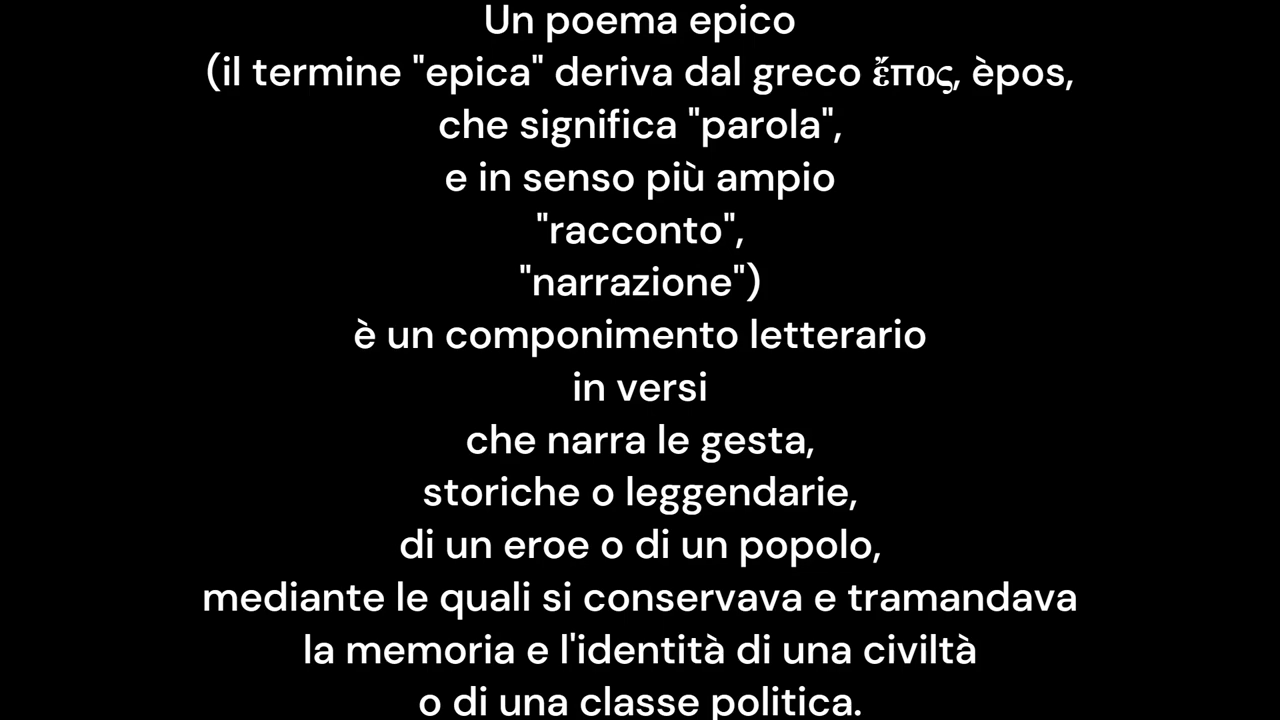 Un poema epico
(il termine "epica" deriva dal greco ἔπος, èpos,
che significa "parola",
e in senso più ampio
"racconto",
"narrazione")
è un componimento letterario
in versi
che narra le gesta,
storiche o leggendarie,
di un eroe o di un popolo,
mediante le quali si conservava e tramandava
la memoria e l'identità di una civiltà
o di una classe politica.